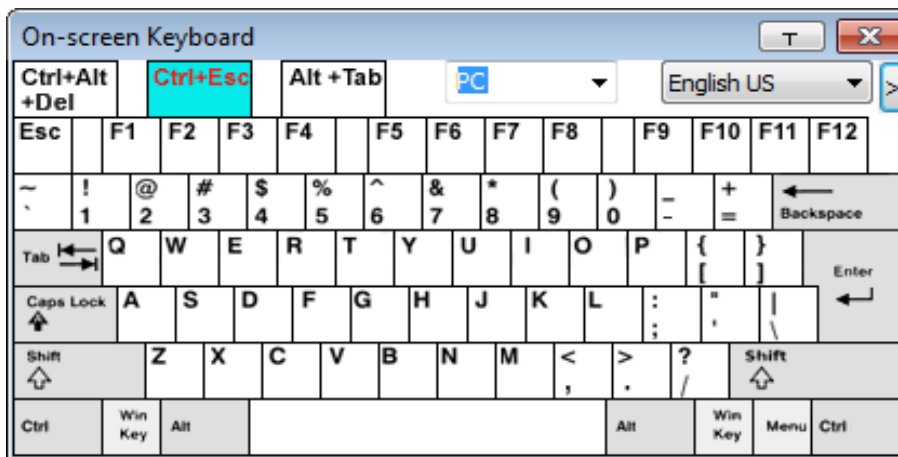 On-screen Keyboard
Ctrl+Alt+Del Ctrl+Esc Alt +Tab PC English US >
Esc F1 F2 F3 F4 F5 F6 F7 F8 F9 F10 F11 F12
~ ! @ # $ % ^ & * ( ) _ +
` 1 2 3 4 5 6 7 8 9 0 - = Backspace
Tab Q W E R T Y U I O P { }
[ ] Enter
Caps Lock A S D F G H J K L : " |
; ' \
Shift Z X C V B N M < > ? Shift
, . /
Ctrl Win Key Alt Alt Win Key Menu Ctrl